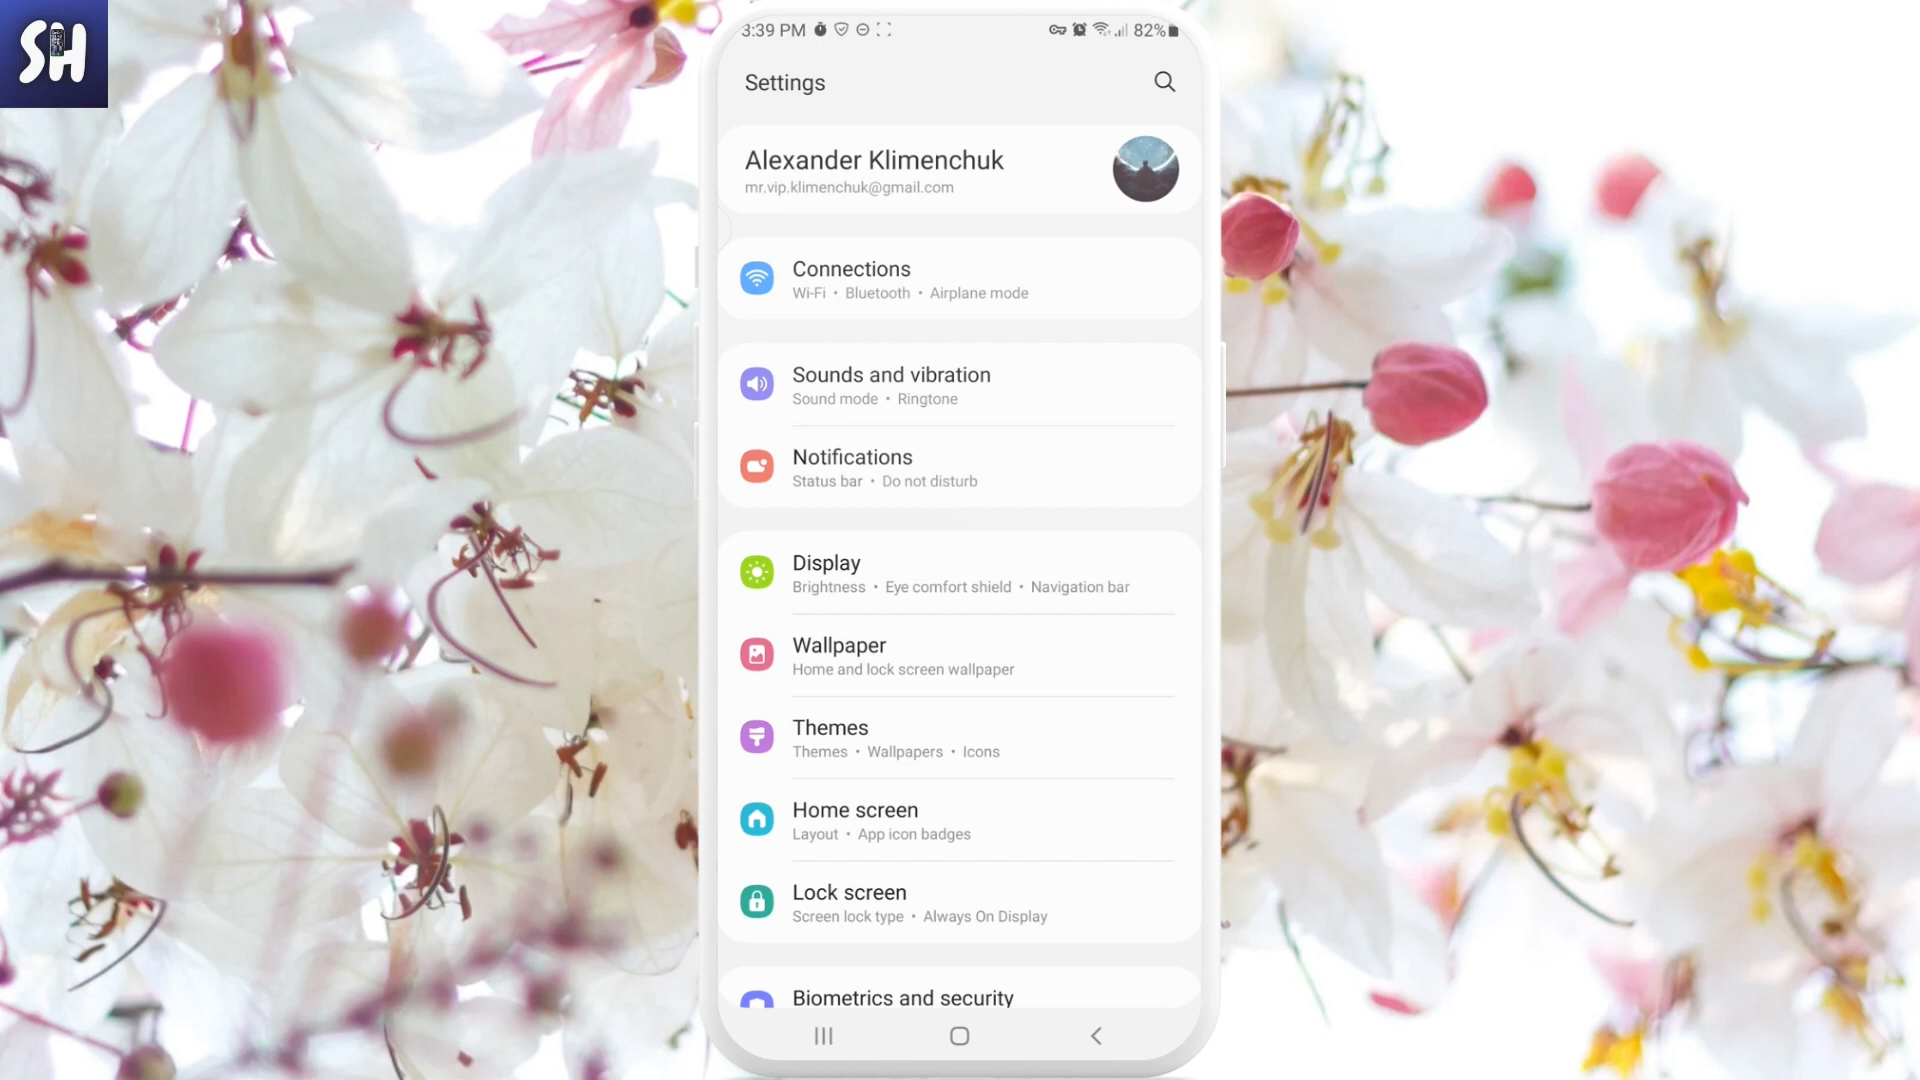 SH
3:39 PM 82%
Settings
Alexander Klimenchuk
mr.vip.klimenchuk@gmail.com
Connections
Wi-Fi • Bluetooth • Airplane mode
Sounds and vibration
Sound mode • Ringtone
Notifications
Status bar • Do not disturb
Display
Brightness • Eye comfort shield • Navigation bar
Wallpaper
Home and lock screen wallpaper
Themes
Themes • Wallpapers • Icons
Home screen
Layout • App icon badges
Lock screen
Screen lock type • Always On Display
Biometrics and security